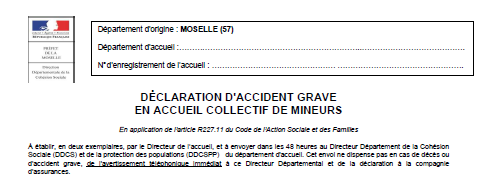 RÉPUBLIQUE FRANÇAISE
PREFET
DE LA
MOSELLE
Direction
Départementale de la
Cohésion Sociale
Département d'origine : MOSELLE (57)
Département d'accueil :
N° d'enregistrement de l'accueil :
DÉCLARATION D'ACCIDENT GRAVE
EN ACCUEIL COLLECTIF DE MINEURS
En application de l'article R227.11 du Code de l'Action Sociale et des Familles
À établir, en deux exemplaires, par le Directeur de l'accueil, et à envoyer dans les 48 heures au Directeur Département de la Cohésion
Sociale (DDCS) et de la protection des populations (DDCSPP) du département d'accueil. Cet envoi ne dispense pas en cas de décès ou
d'accident grave, de l'avertissement téléphonique immédiat à ce Directeur Départemental et de la déclaration à la compagnie
d'assurances.